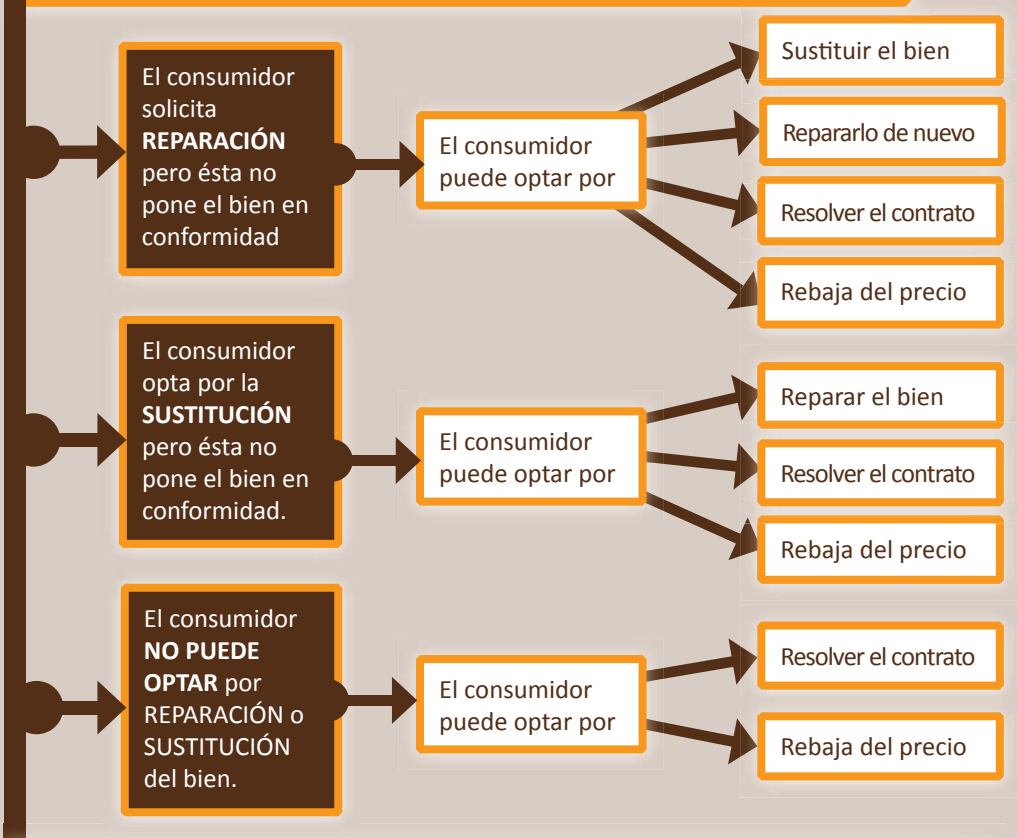 El consumidor
solicita
REPARACIÓN
pero ésta no
pone el bien en
conformidad
El consumidor
puede optar por
Sustituir el bien
Repararlo de nuevo
Resolver el contrato
Rebaja del precio
El consumidor
opta por la
SUSTITUCIÓN
pero ésta no
pone el bien en
conformidad.
El consumidor
puede optar por
Reparar el bien
Resolver el contrato
Rebaja del precio
El consumidor
NO PUEDE
OPTAR por
REPARACIÓN o
SUSTITUCIÓN
del bien.
El consumidor
puede optar por
Resolver el contrato
Rebaja del precio